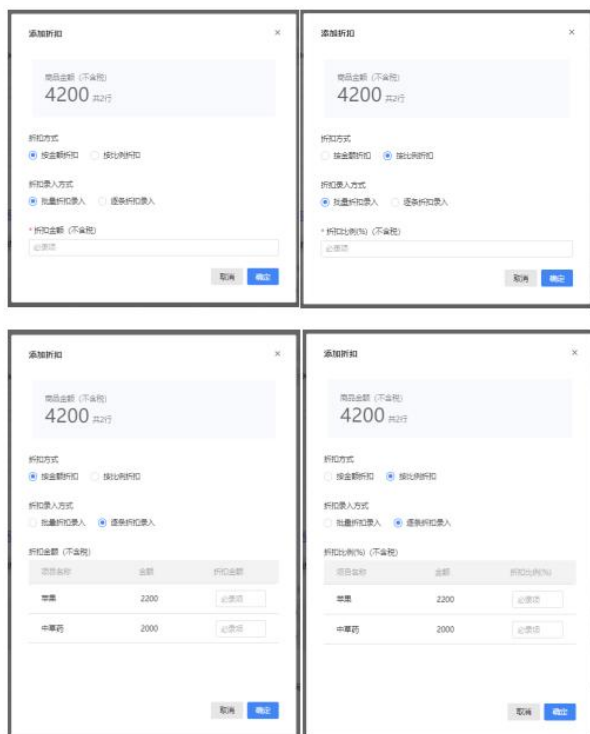 添加折扣 ×
商品金额（不含税）
4200 共2行
折扣方式
按金额折扣 按比例折扣
折扣录入方式
批量折扣录入 逐条折扣录入
* 折扣金额（不含税）
必录项
取消 确定
添加折扣 ×
商品金额（不含税）
4200 共2行
折扣方式
按金额折扣 按比例折扣
折扣录入方式
批量折扣录入 逐条折扣录入
* 折扣比例(%)（不含税）
必录项
取消 确定
添加折扣 ×
商品金额（不含税）
4200 共2行
折扣方式
按金额折扣 按比例折扣
折扣录入方式
批量折扣录入 逐条折扣录入
折扣金额（不含税）
项目名称 金额 折扣金额
苹果 2200 必录项
中草药 2000 必录项
取消 确定
添加折扣 ×
商品金额（不含税）
4200 共2行
折扣方式
按金额折扣 按比例折扣
折扣录入方式
批量折扣录入 逐条折扣录入
折扣比例(%)（不含税）
项目名称 金额 折扣比例(%)
苹果 2200 必录项
中草药 2000 必录项
取消 确定